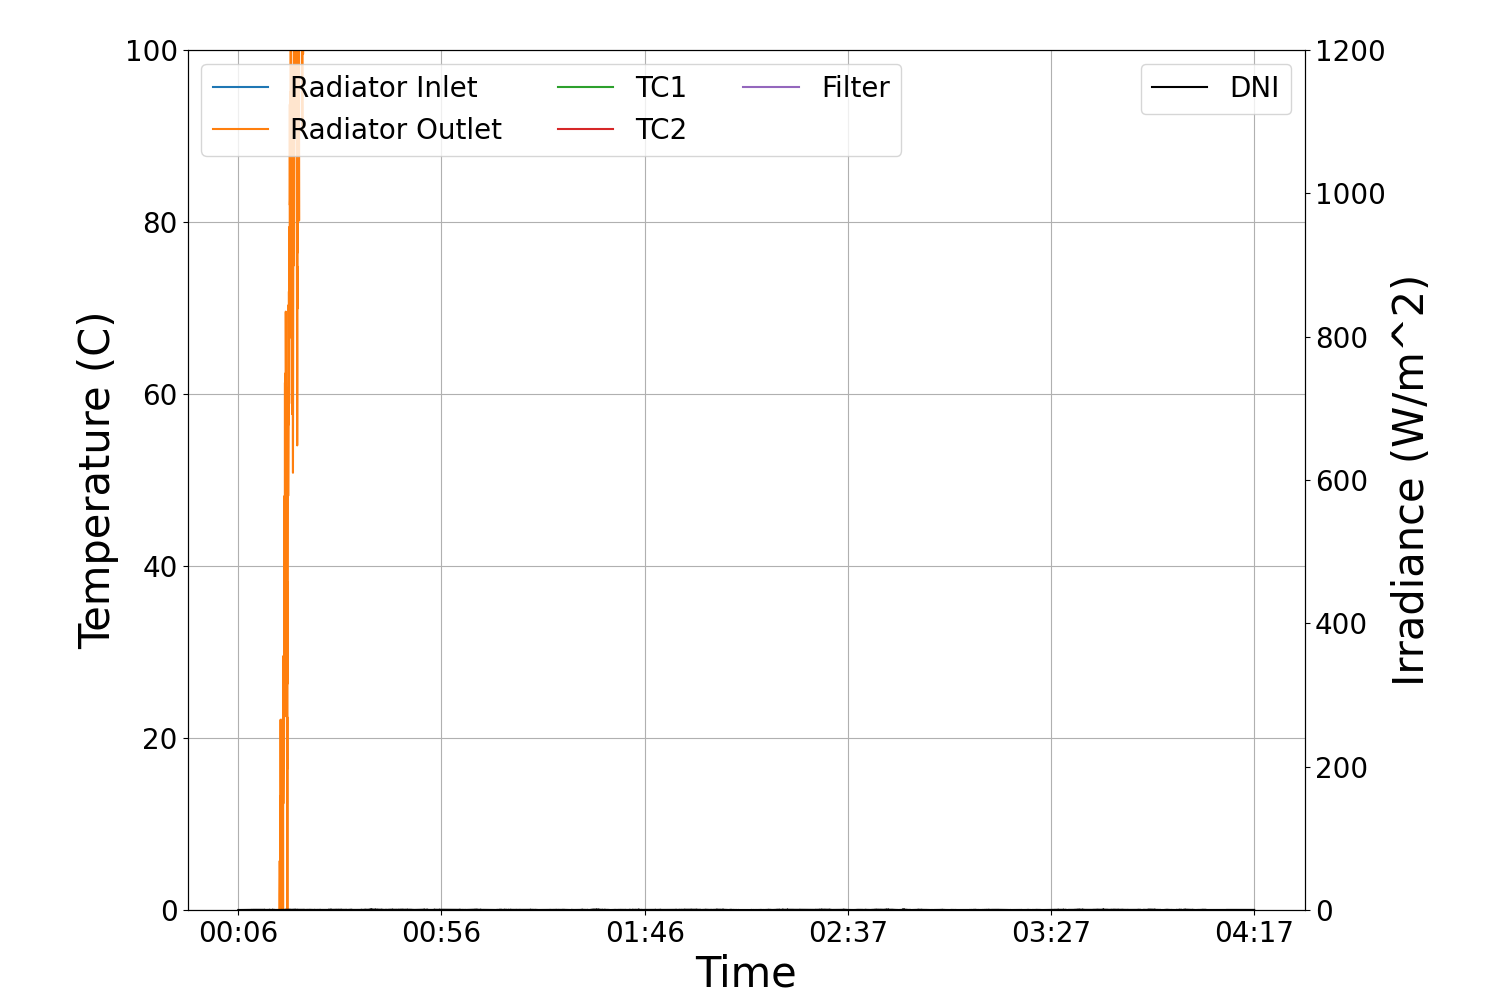 100
80
60
40
20
0
Temperature (C)
Radiator Inlet
Radiator Outlet
TC1
TC2
Filter
DNI
1200
1000
800
600
400
200
0
Irradiance (W/m^2)
00:06 00:56 01:46 02:37 03:27 04:17
Time